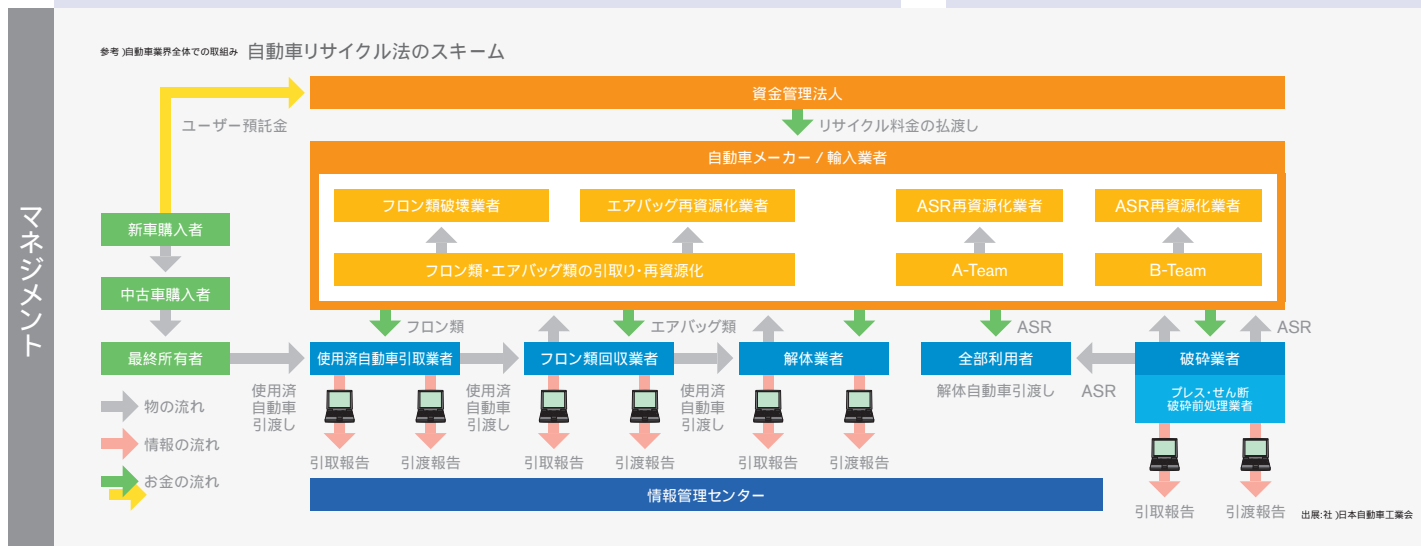 マネジメント
参考)自動車業界全体での取組み 自動車リサイクル法のスキーム
資金管理法人
ユーザー預託金
リサイクル料金の払渡し
自動車メーカー / 輸入業者
フロン類破壊業者
エアバッグ再資源化業者
ASR再資源化業者
ASR再資源化業者
新車購入者
フロン類・エアバッグ類の引取り・再資源化
A-Team
B-Team
中古車購入者
フロン類
エアバッグ類
ASR
ASR
最終所有者
使用済自動車引取業者
フロン類回収業者
解体業者
全部利用者
破砕業者
使用済
自動車
引渡し
使用済
自動車
引渡し
使用済
自動車
引渡し
解体自動車引渡し
ASR
プレス・せん断
破砕前処理業者
物の流れ
情報の流れ
お金の流れ
引取報告
引渡報告
引取報告
引渡報告
引取報告
引渡報告
情報管理センター
引取報告
引渡報告
出展:社)日本自動車工業会